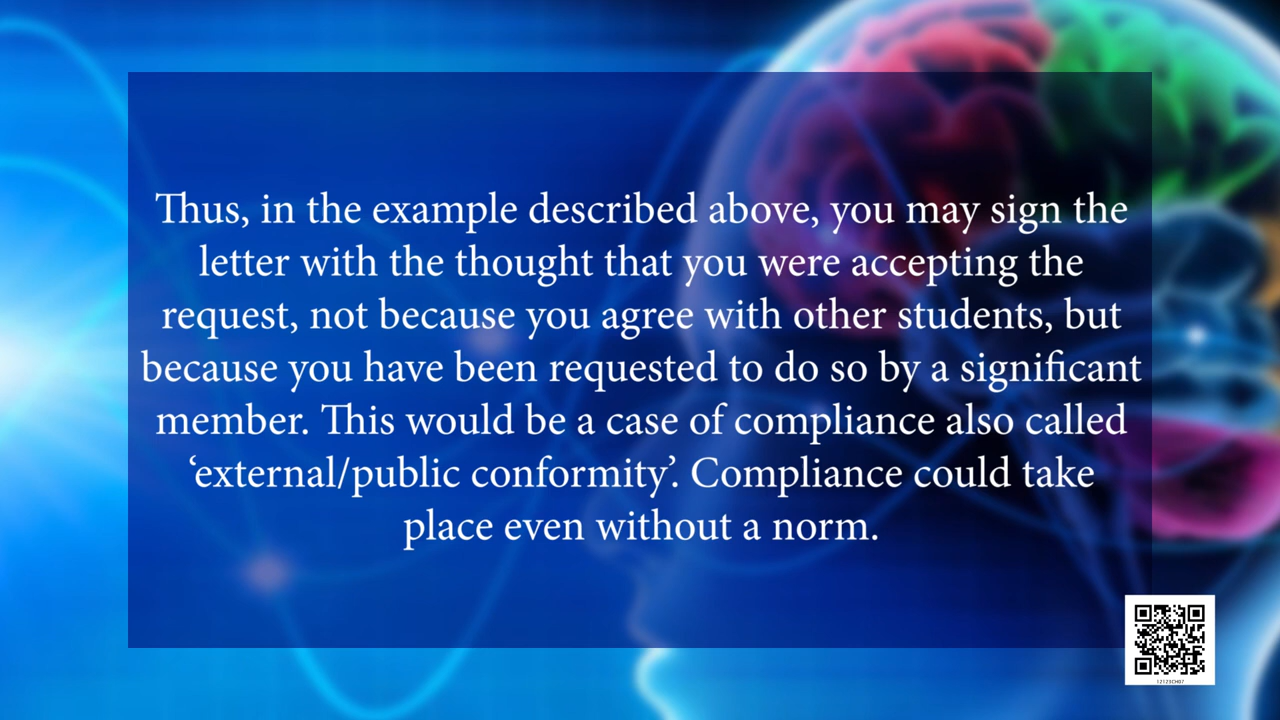 Thus, in the example described above, you may sign the
letter with the thought that you were accepting the
request, not because you agree with other students, but
because you have been requested to do so by a significant
member. This would be a case of compliance also called
‘external/public conformity’. Compliance could take
place even without a norm.
12123CH07